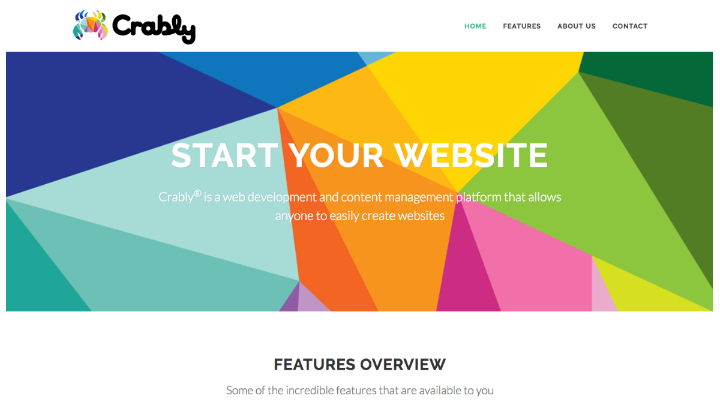 Crably
HOME FEATURES ABOUT US CONTACT
START YOUR WEBSITE
Crably® is a web development and content management platform that allows
anyone to easily create websites
FEATURES OVERVIEW
Some of the incredible features that are available to you